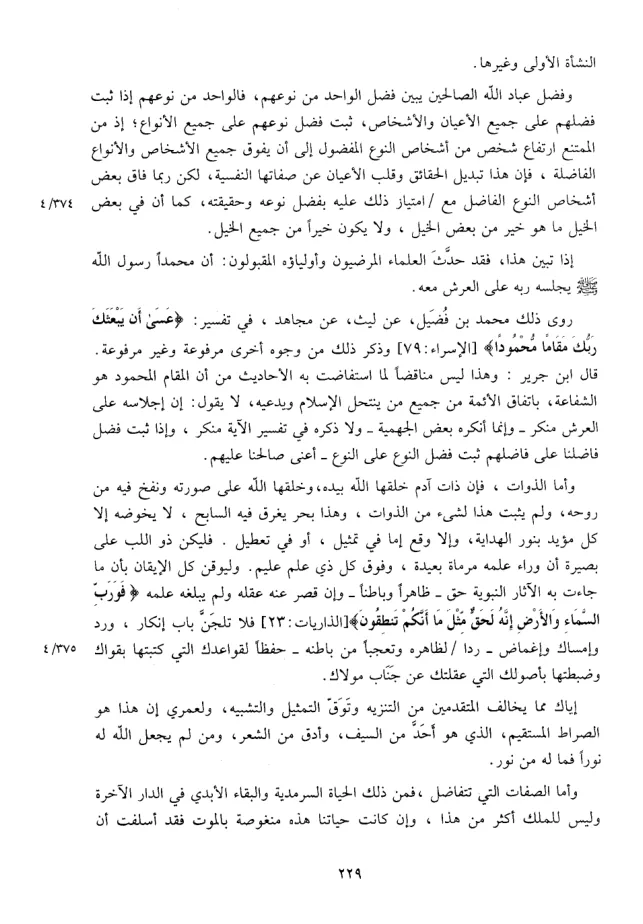 النشأة الأولى وغيرها.
وفضل عباد الله الصالحين يبين فضل الواحد من نوعهم، فالواحد من نوعهم إذا ثبت
فضلهم على جميع الأعيان والأشخاص، ثبت فضل نوعهم على جميع الأنواع؛ إذ من
الممتنع ارتفاع شخص من أشخاص النوع المفضول إلى أن يفوق جميع الأشخاص والأنواع
الفاضلة ، فإن هذا تبديل الحقائق وقلب الأعيان عن صفاتها النفسية، لكن ربما فاق بعض
أشخاص النوع الفاضل مع /امتياز ذلك عليه بفضل نوعه وحقيقته، كما أن في بعض ٤/٣٧٤
الخيل ما هو خير من بعض الخيل ، ولا يكون خيراً من جميع الخيل.
إذا تبين هذا، فقد حدَّثَ العلماء المرضيون وأولياؤه المقبولون: أن محمداً رسول الله
ﷺ يجلسه ربه على العرش معه.
روى ذلك محمد بن فُضَيل، عن ليث، عن مجاهد ، في تفسير: ﴿عَسَىٰ أَن يَبْعَثَكَ
رَبُّكَ مَقَامًا مَّحْمُودًا﴾ [الإسراء:٧٩] وذكر ذلك من وجوه أخرى مرفوعة وغير مرفوعة.
قال ابن جرير : وهذا ليس مناقضاً لما استفاضت به الأحاديث من أن المقام المحمود هو
الشفاعة، باتفاق الأئمة من جميع من ينتحل الإسلام ويدعيه، لا يقول: إن إجلاسه على
العرش منكر ـ وإنما أنكره بعض الجهمية ـ ولا ذكره في تفسير الآية منكر ، وإذا ثبت فضل
فاضلنا على فاضلهم ثبت فضل النوع على النوع ـ أعنى صالحنا عليهم.
وأما الذوات ، فإن ذات آدم خلقها الله بيده،وخلقها الله على صورته ونفخ فيه من
روحه، ولم يثبت هذا لشىء من الذوات ، وهذا بحر يغرق فيه السابح ، لا يخوضه إلا
كل مؤيد بنور الهداية، وإلا وقع إما في تمثيل ، أو في تعطيل . فليكن ذو اللب على
بصيرة أن وراء علمه مرماة بعيدة ، وفوق كل ذي علم عليم. وليوقن كل الإيقان بأن ما
جاءت به الآثار النبوية حق ـ ظاهراً وباطناً ـ وإن قصر عنه عقله ولم يبلغه علمه ﴿ فَوَرَبِّ
السَّمَاءِ وَالأَرْضِ إِنَّهُ لَحَقٌّ مِّثْلَ مَا أَنَّكُمْ تَنطِقُونَ﴾[الذاريات:٢٣] فلا تلجَنَّ باب إنكار ، ورد
وإمساك وإغماض ـ ردا /لظاهره وتعجباً من باطنه ـ حفظاً لقواعدك التي كتبتها بقواك ٤/٣٧٥
وضبطتها بأصولك التي عقلتك عن جَنَاب مولاك.
إياك مما يخالف المتقدمين من التنزيه وتَوَقّ التمثيل والتشبيه، ولعمري إن هذا هو
الصراط المستقيم، الذي هو أَحَدَّ من السيف، وأدق من الشعر، ومن لم يجعل الله له
نوراً فما له من نور.
وأما الصفات التي تتفاضل ،فمن ذلك الحياة السرمدية والبقاء الأبدي في الدار الآخرة
وليس للملك أكثر من هذا ، وإن كانت حياتنا هذه منغوصة بالموت فقد أسلفت أن
٢٢٩